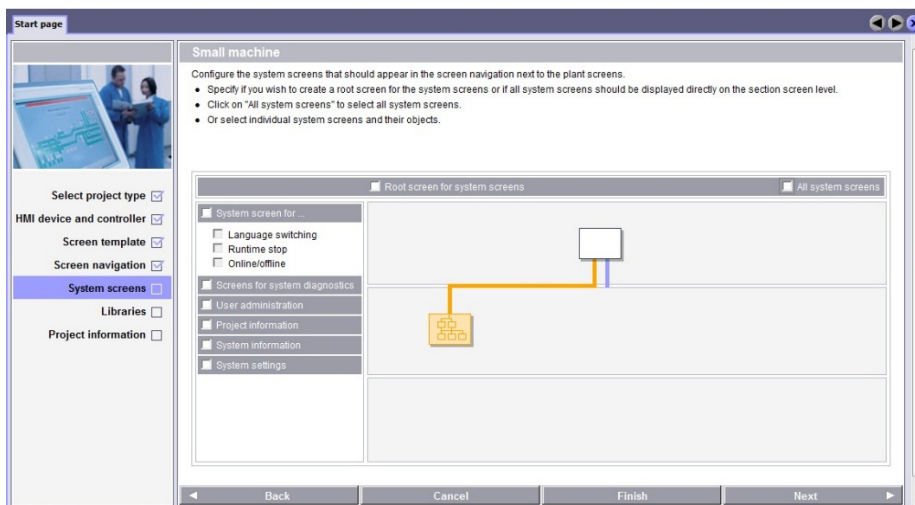 Start page
Small machine
Configure the system screens that should appear in the screen navigation next to the plant screens.
Specify if you wish to create a root screen for the system screens or if all system screens should be displayed directly on the section screen level.
Click on "All system screens" to select all system screens.
Or select individual system screens and their objects.
Select project type
HMI device and controller
Screen template
Screen navigation
System screens
Libraries
Project information
Root screen for system screens
All system screens
System screen for ...
Language switching
Runtime stop
Online/offline
Screens for system diagnostics
User administration
Project information
System information
System settings
Back
Cancel
Finish
Next